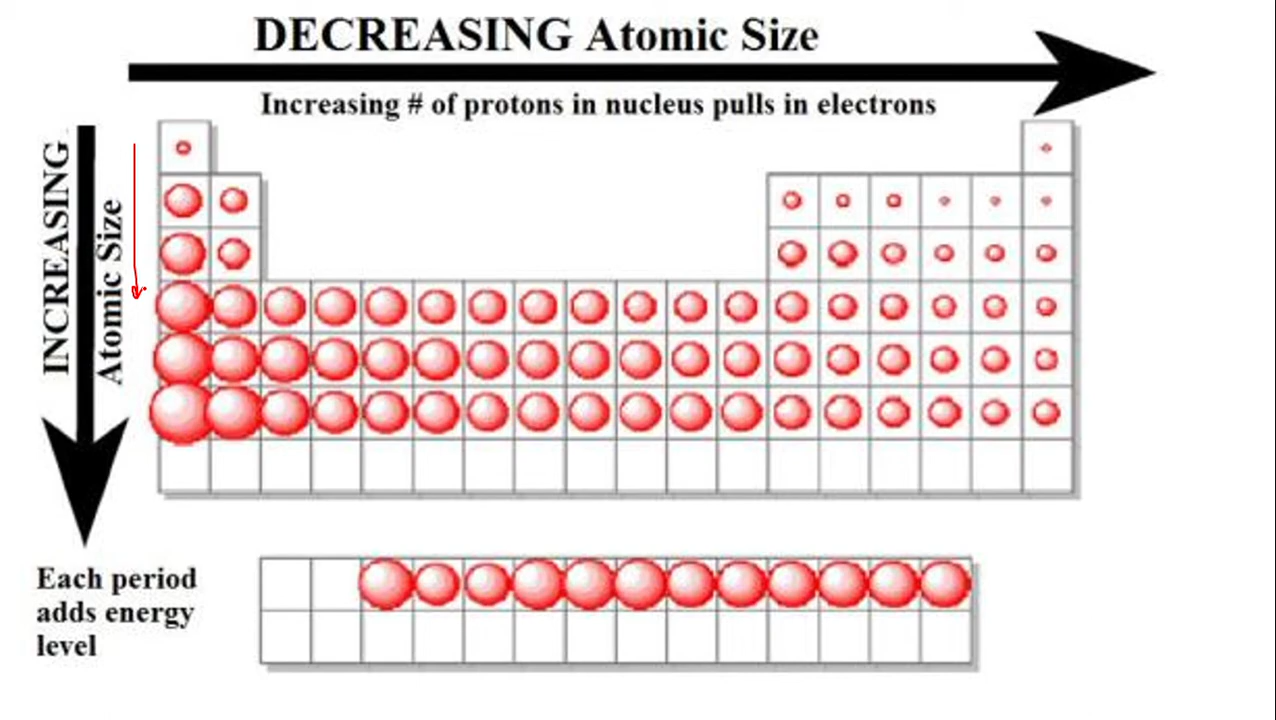 DECREASING Atomic Size
Increasing # of protons in nucleus pulls in electrons
INCREASING
Atomic Size
Each period
adds energy
level